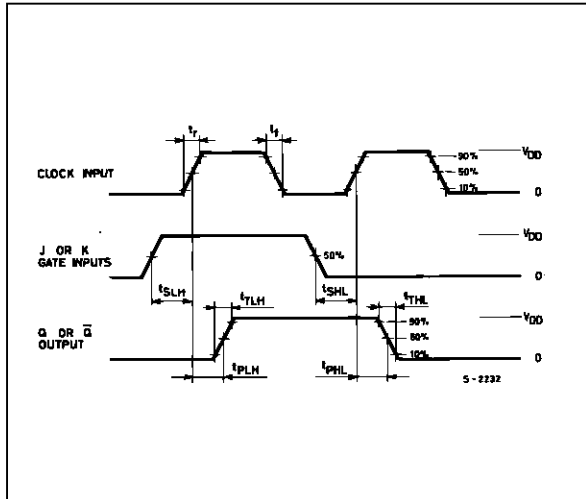 tr
tf
VDD
90%
50%
10%
CLOCK INPUT
0
J OR K
GATE INPUTS
VDD
50%
0
tSLH
tTLH
tSHL
tTHL
VDD
90%
50%
10%
Q OR Q̅
OUTPUT
0
tPLH
tPHL
S-2232